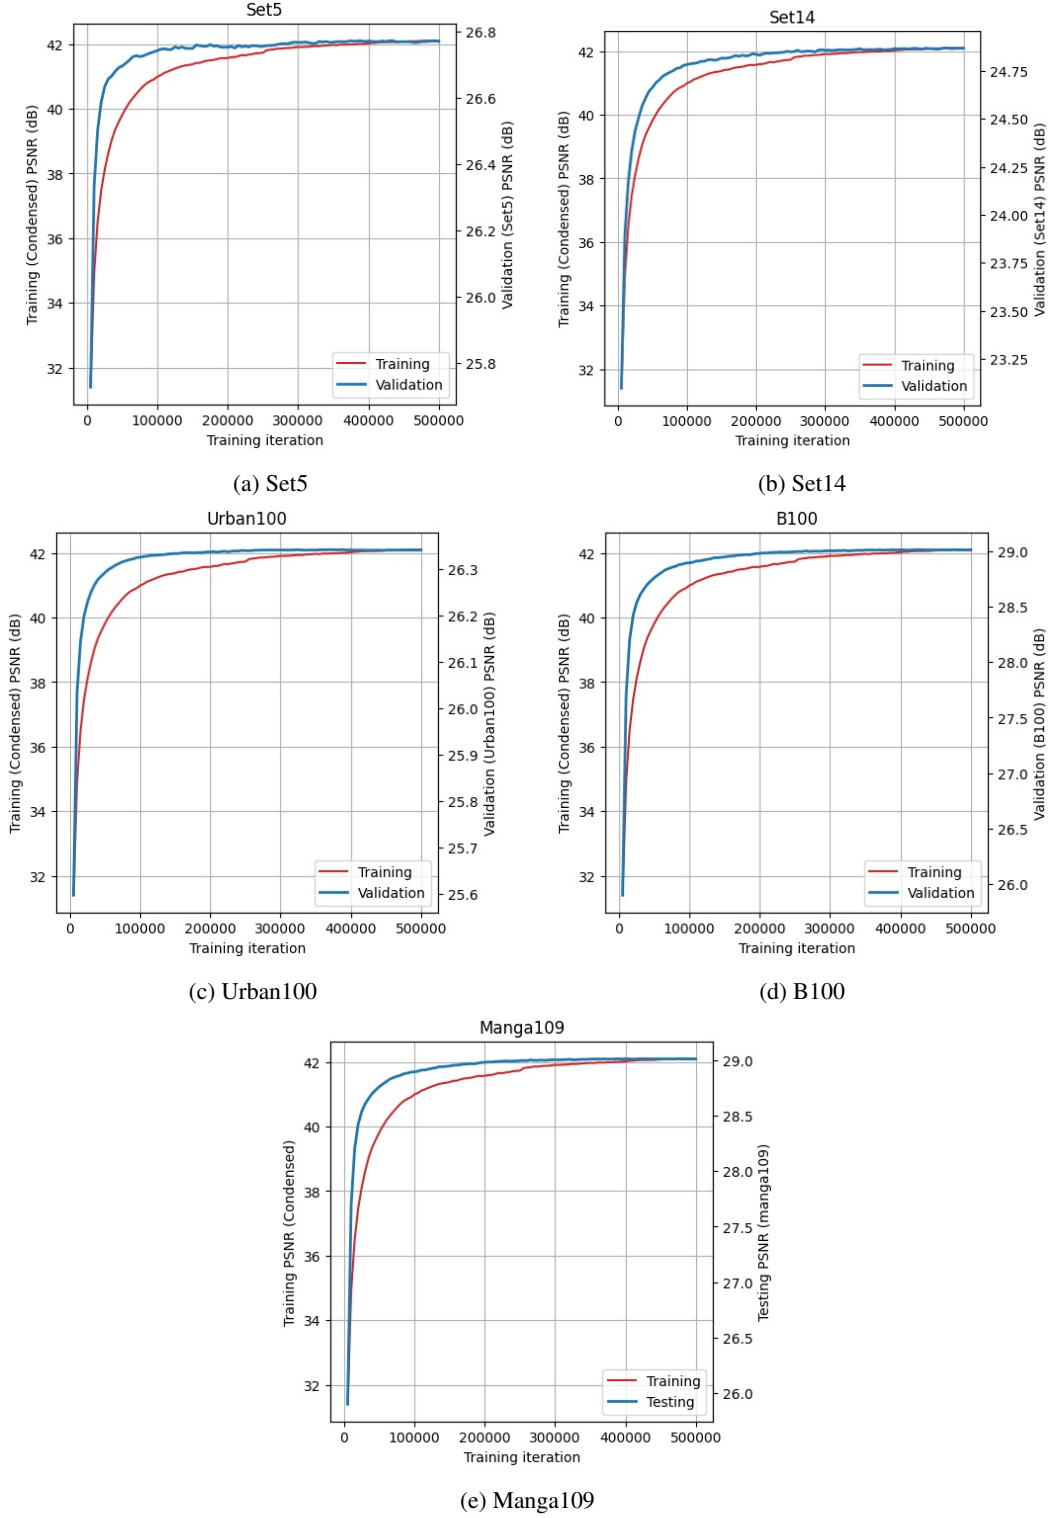 Set5
Training (Condensed) PSNR (dB)
42
40
38
36
34
32
26.8
26.6
26.4
26.2
26.0
25.8
Validation (Set5) PSNR (dB)
Training
Validation
0 100000 200000 300000 400000 500000
Training iteration
(a) Set5
Set14
Training (Condensed) PSNR (dB)
42
40
38
36
34
32
24.75
24.50
24.25
24.00
23.75
23.50
23.25
Validation (Set14) PSNR (dB)
Training
Validation
0 100000 200000 300000 400000 500000
Training iteration
(b) Set14
Urban100
Training (Condensed) PSNR (dB)
42
40
38
36
34
32
26.3
26.2
26.1
26.0
25.9
25.8
25.7
25.6
Validation (Urban100) PSNR (dB)
Training
Validation
0 100000 200000 300000 400000 500000
Training iteration
(c) Urban100
B100
Training (Condensed) PSNR (dB)
42
40
38
36
34
32
29.0
28.5
28.0
27.5
27.0
26.5
26.0
Validation (B100) PSNR (dB)
Training
Validation
0 100000 200000 300000 400000 500000
Training iteration
(d) B100
Manga109
Training PSNR (Condensed)
42
40
38
36
34
32
29.0
28.5
28.0
27.5
27.0
26.5
26.0
Testing PSNR (manga109)
Training
Testing
0 100000 200000 300000 400000 500000
Training iteration
(e) Manga109